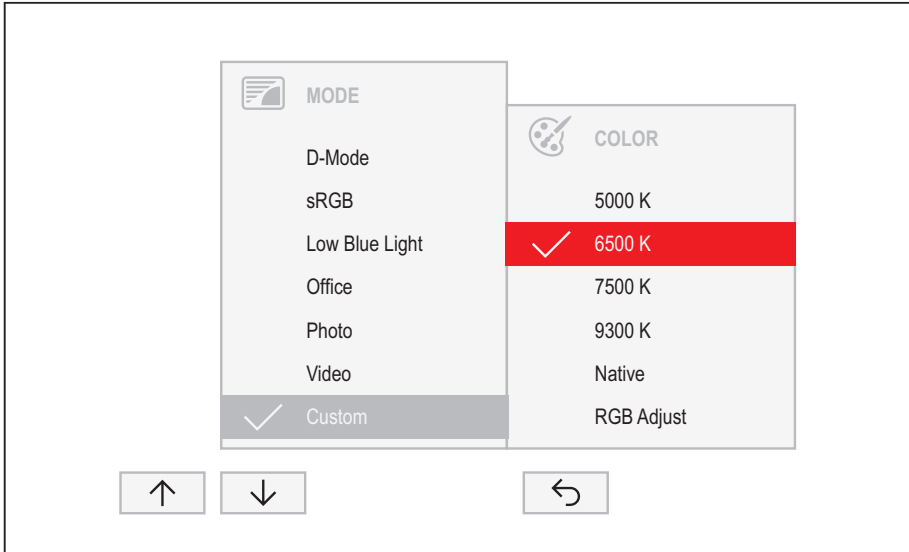 MODE
D-Mode
sRGB
Low Blue Light
Office
Photo
Video
Custom
COLOR
5000 K
6500 K
7500 K
9300 K
Native
RGB Adjust